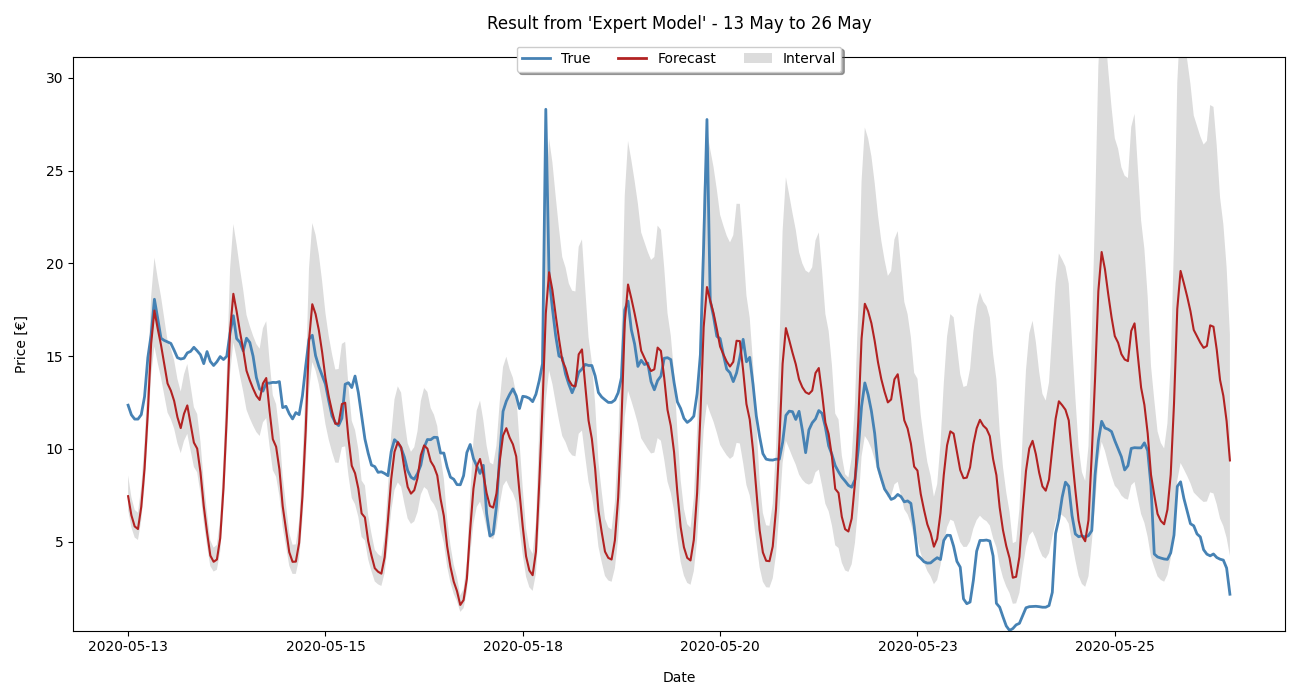 Result from 'Expert Model' - 13 May to 26 May
True Forecast Interval
30
25
20
15
10
5
Price [€]
2020-05-13 2020-05-15 2020-05-18 2020-05-20 2020-05-23 2020-05-25
Date